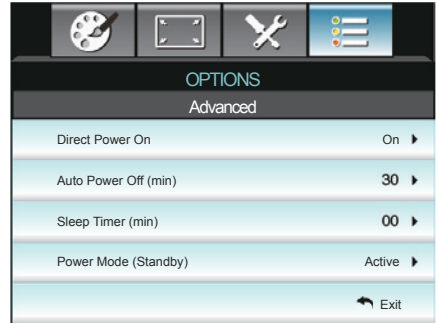 OPTIONS
Advanced
Direct Power On On
Auto Power Off (min) 30
Sleep Timer (min) 00
Power Mode (Standby) Active
Exit